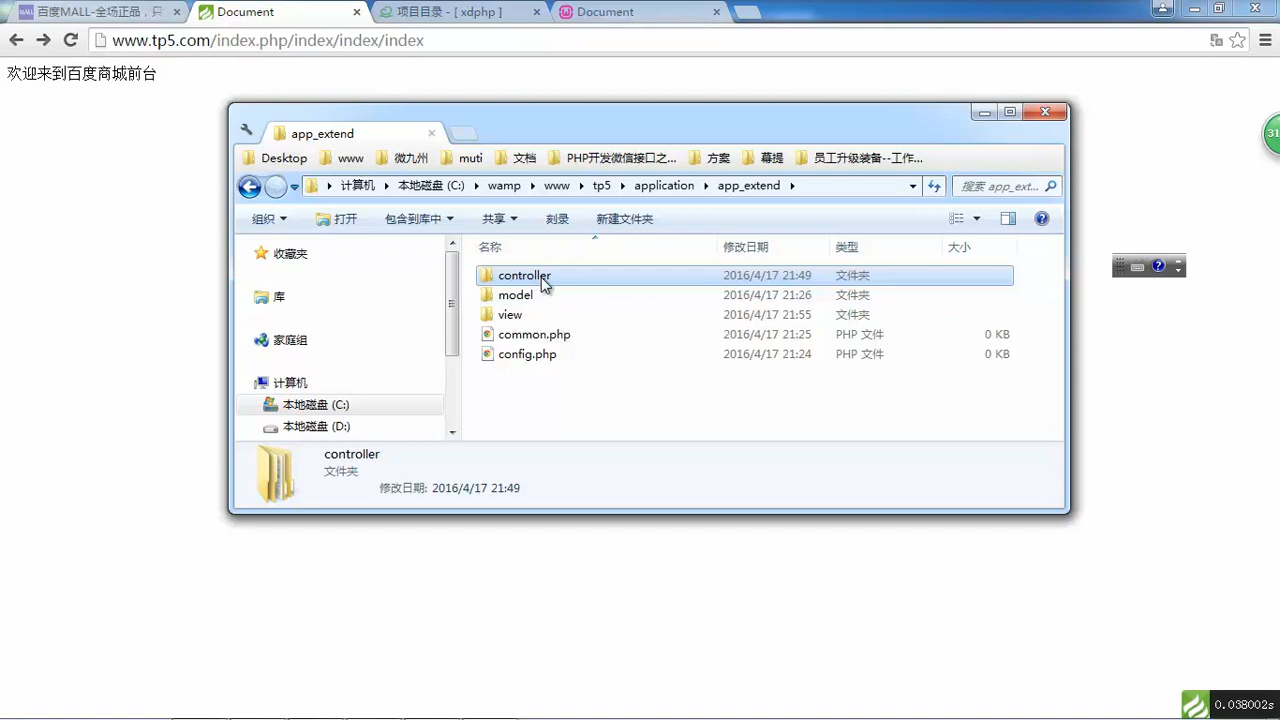 百度MALL-全场正品，只 Document 项目目录 - [ xdphp ] Document
www.tp5.com/index.php/index/index/index
欢迎来到百度商城前台
app_extend
Desktop www 微九州 muti 文档 PHP开发微信接口之... 方案 幕提 员工升级装备--工作...
计算机 本地磁盘 (C:) wamp www tp5 application app_extend 搜索 app_ext...
组织 打开 包含到库中 共享 刻录 新建文件夹
名称 修改日期 类型 大小
收藏夹
库
家庭组
计算机
本地磁盘 (C:)
本地磁盘 (D:)
controller 2016/4/17 21:49 文件夹
model 2016/4/17 21:26 文件夹
view 2016/4/17 21:55 文件夹
common.php 2016/4/17 21:25 PHP 文件 0 KB
config.php 2016/4/17 21:24 PHP 文件 0 KB
controller
文件夹
修改日期: 2016/4/17 21:49
31
0.038002s